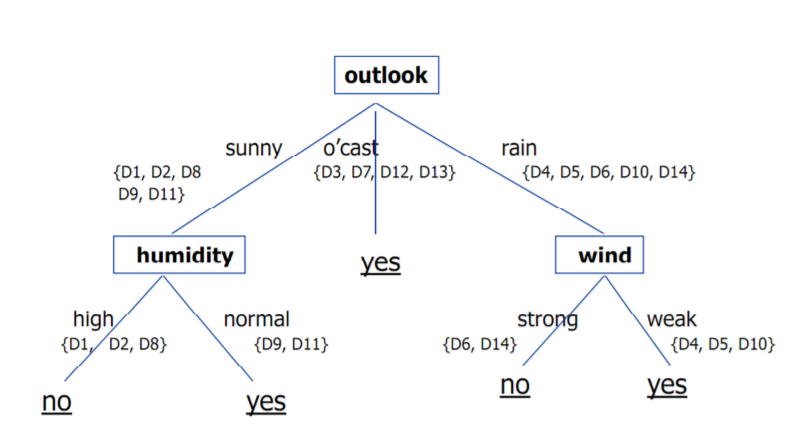 outlook
sunny
o'cast
rain
{D1, D2, D8
D9, D11}
{D3, D7, D12, D13}
{D4, D5, D6, D10, D14}
humidity
yes
wind
high
normal
strong
weak
{D1, D2, D8}
{D9, D11}
{D6, D14}
{D4, D5, D10}
no
yes
no
yes